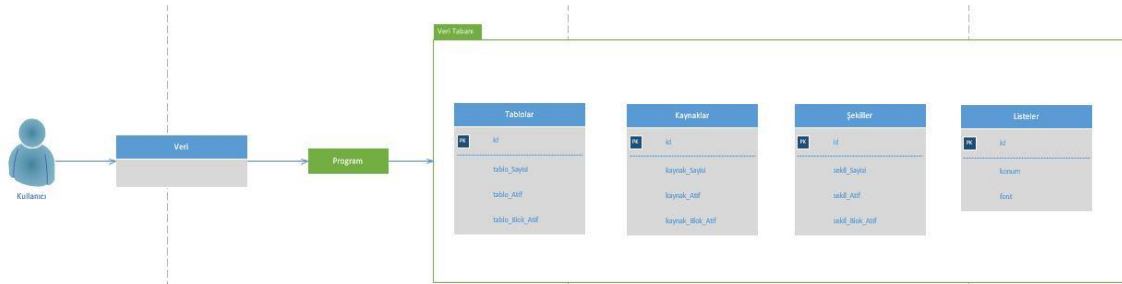 Veri Tabanı
Kullanıcı
Veri
Program
Tablolar
PK id
tablo_Sayisi
tablo_Atif
tablo_Blok_Atif
Kaynaklar
PK id
kaynak_Sayisi
kaynak_Atif
kaynak_Blok_Atif
Şekiller
PK id
sekil_Sayisi
sekil_Atif
sekil_Blok_Atif
Listeler
PK id
konum
font